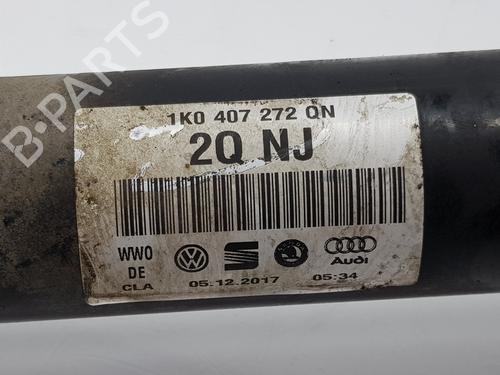 1K0 407 272 QN
2Q NJ
WWO
DE
CLA
Audi
05.12.2017
05:34
B-PARTS